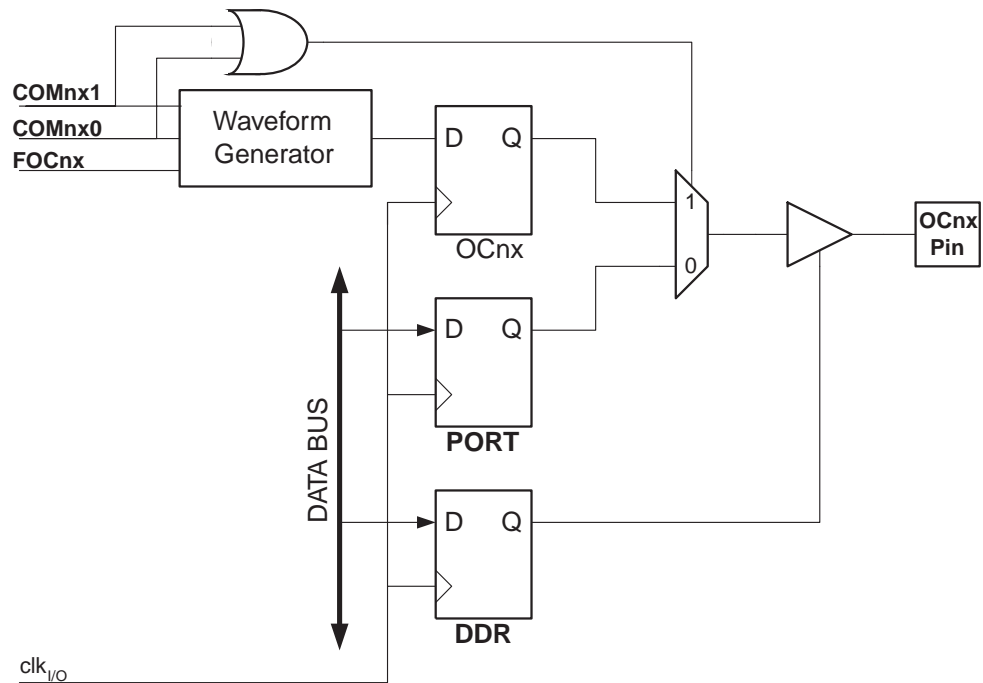 COMnx1
COMnx0
FOCnx
Waveform
Generator
D Q
OCnx
1
0
OCnx
Pin
D Q
PORT
DATA BUS
D Q
DDR
clkI/O